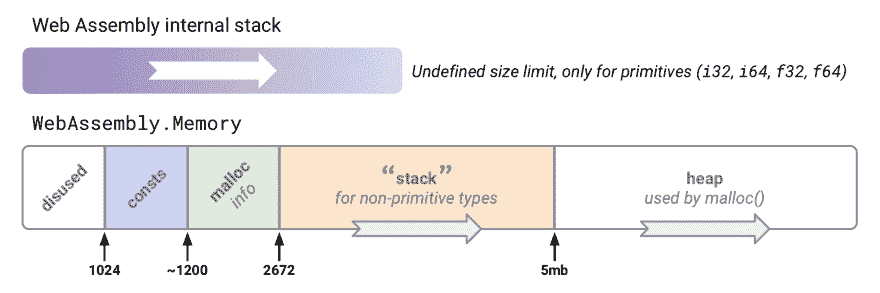 Web Assembly internal stack
Undefined size limit, only for primitives (i32, i64, f32, f64)
WebAssembly.Memory
disused
consts
malloc
info
“stack”
for non-primitive types
heap
used by malloc()
1024
~1200
2672
5mb